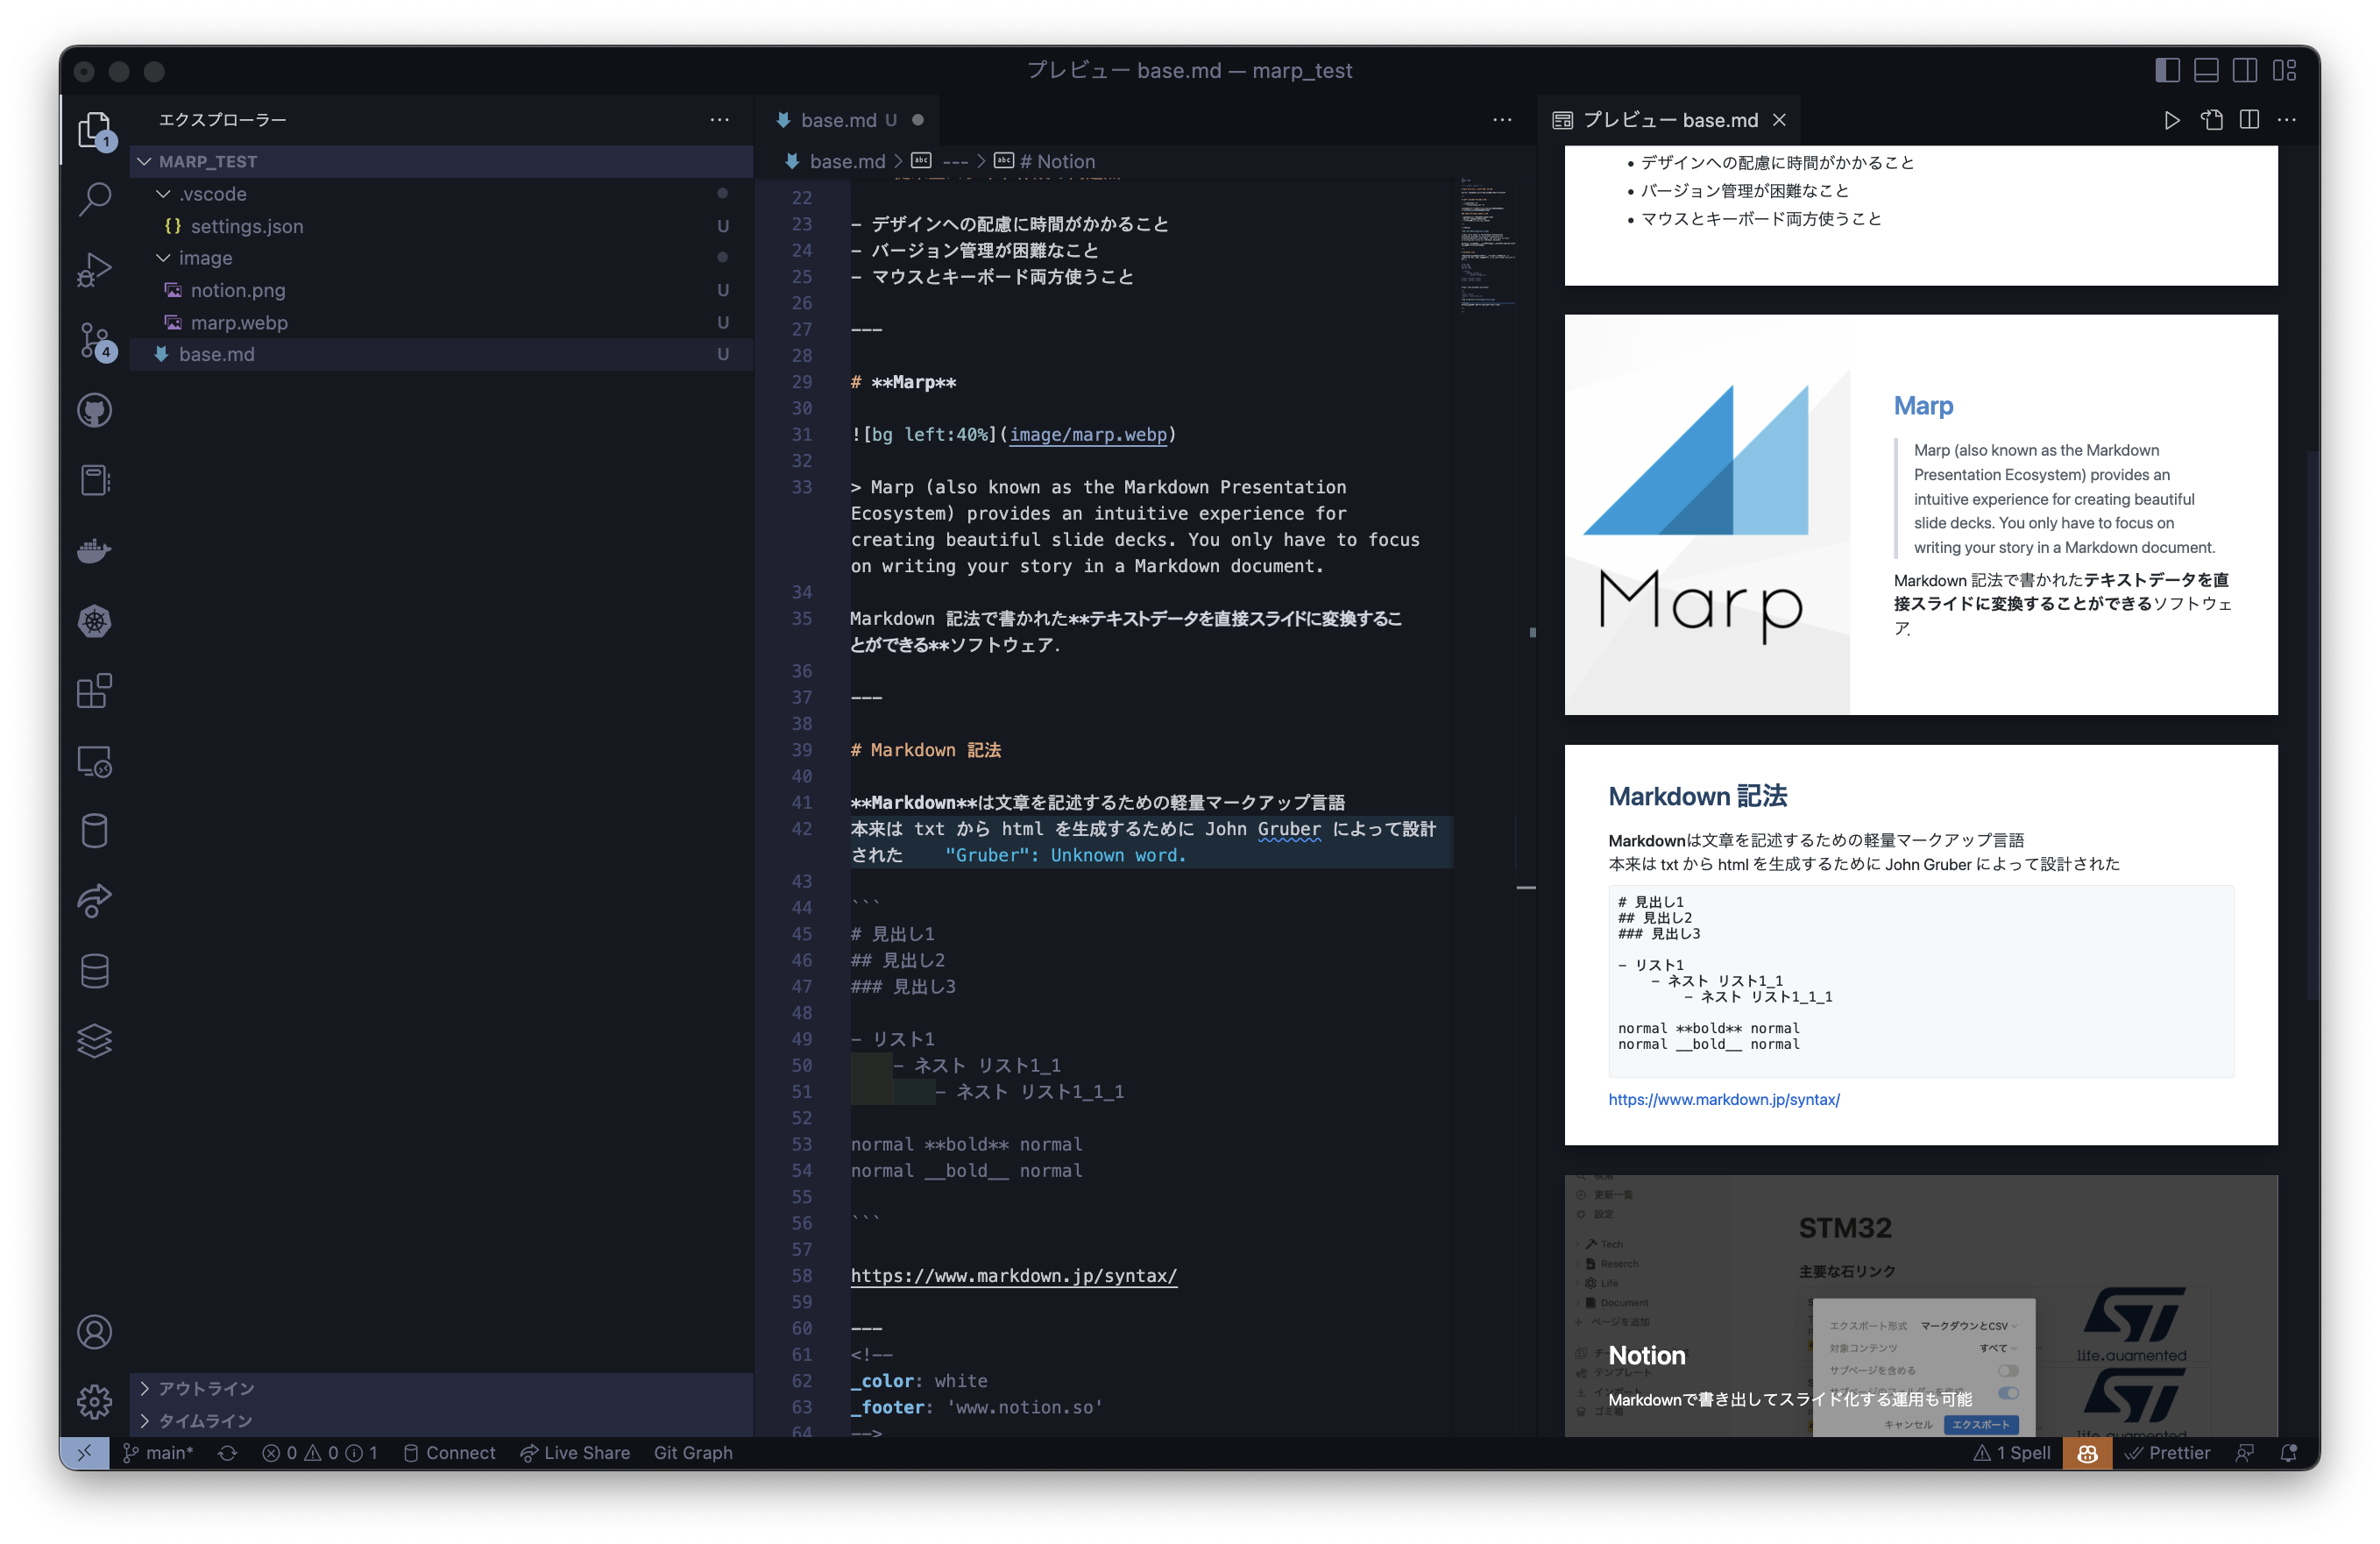 プレビュー base.md — marp_test
エクスプローラー
MARP_TEST
.vscode
settings.json U
image
notion.png U
marp.webp U
base.md U
アウトライン
タイムライン
1
4
base.md U
base.md > --- > # Notion
22
23 - デザインへの配慮に時間がかかること
24 - バージョン管理が困難なこと
25 - マウスとキーボード両方使うこと
26
27 ---
28
29 # **Marp**
30
31 ![bg left:40%](image/marp.webp)
32
33 > Marp (also known as the Markdown Presentation
Ecosystem) provides an intuitive experience for
creating beautiful slide decks. You only have to focus
on writing your story in a Markdown document.
34
35 Markdown 記法で書かれた**テキストデータを直接スライドに変換するこ
とができる**ソフトウェア.
36
37 ---
38
39 # Markdown 記法
40
41 **Markdown**は文章を記述するための軽量マークアップ言語
42 本来は txt から html を生成するために John Gruber によって設計
された "Gruber": Unknown word.
43
44 ```
45 # 見出し1
46 ## 見出し2
47 ### 見出し3
48
49 - リスト1
50 - ネスト リスト1_1
51 - ネスト リスト1_1_1
52
53 normal **bold** normal
54 normal __bold__ normal
55
56 ```
57
58 https://www.markdown.jp/syntax/
59
60 ---
61 <!--
62 _color: white
63 _footer: 'www.notion.so'
64 -->
プレビュー base.md
• デザインへの配慮に時間がかかること
• バージョン管理が困難なこと
• マウスとキーボード両方使うこと
Marp
Marp
Marp (also known as the Markdown
Presentation Ecosystem) provides an
intuitive experience for creating beautiful
slide decks. You only have to focus on
writing your story in a Markdown document.
Markdown 記法で書かれたテキストデータを直
接スライドに変換することができるソフトウェ
ア.
Markdown 記法
Markdownは文章を記述するための軽量マークアップ言語
本来は txt から html を生成するために John Gruber によって設計された
# 見出し1
## 見出し2
### 見出し3
- リスト1
- ネスト リスト1_1
- ネスト リスト1_1_1
normal **bold** normal
normal __bold__ normal
https://www.markdown.jp/syntax/
更新一覧
設定
Tech
Reserch
Life
Document
ページを追加
テンプレート
ゴミ箱
STM32
主要な石リンク
エクスポート形式 マークダウンとCSV
対象コンテンツ すべて
サブページを含める
キャンセル エクスポート
life.augmented
life.augmented
Notion
Markdownで書き出してスライド化する運用も可能
main* 0 0 1 Connect Live Share Git Graph
1 Spell Prettier